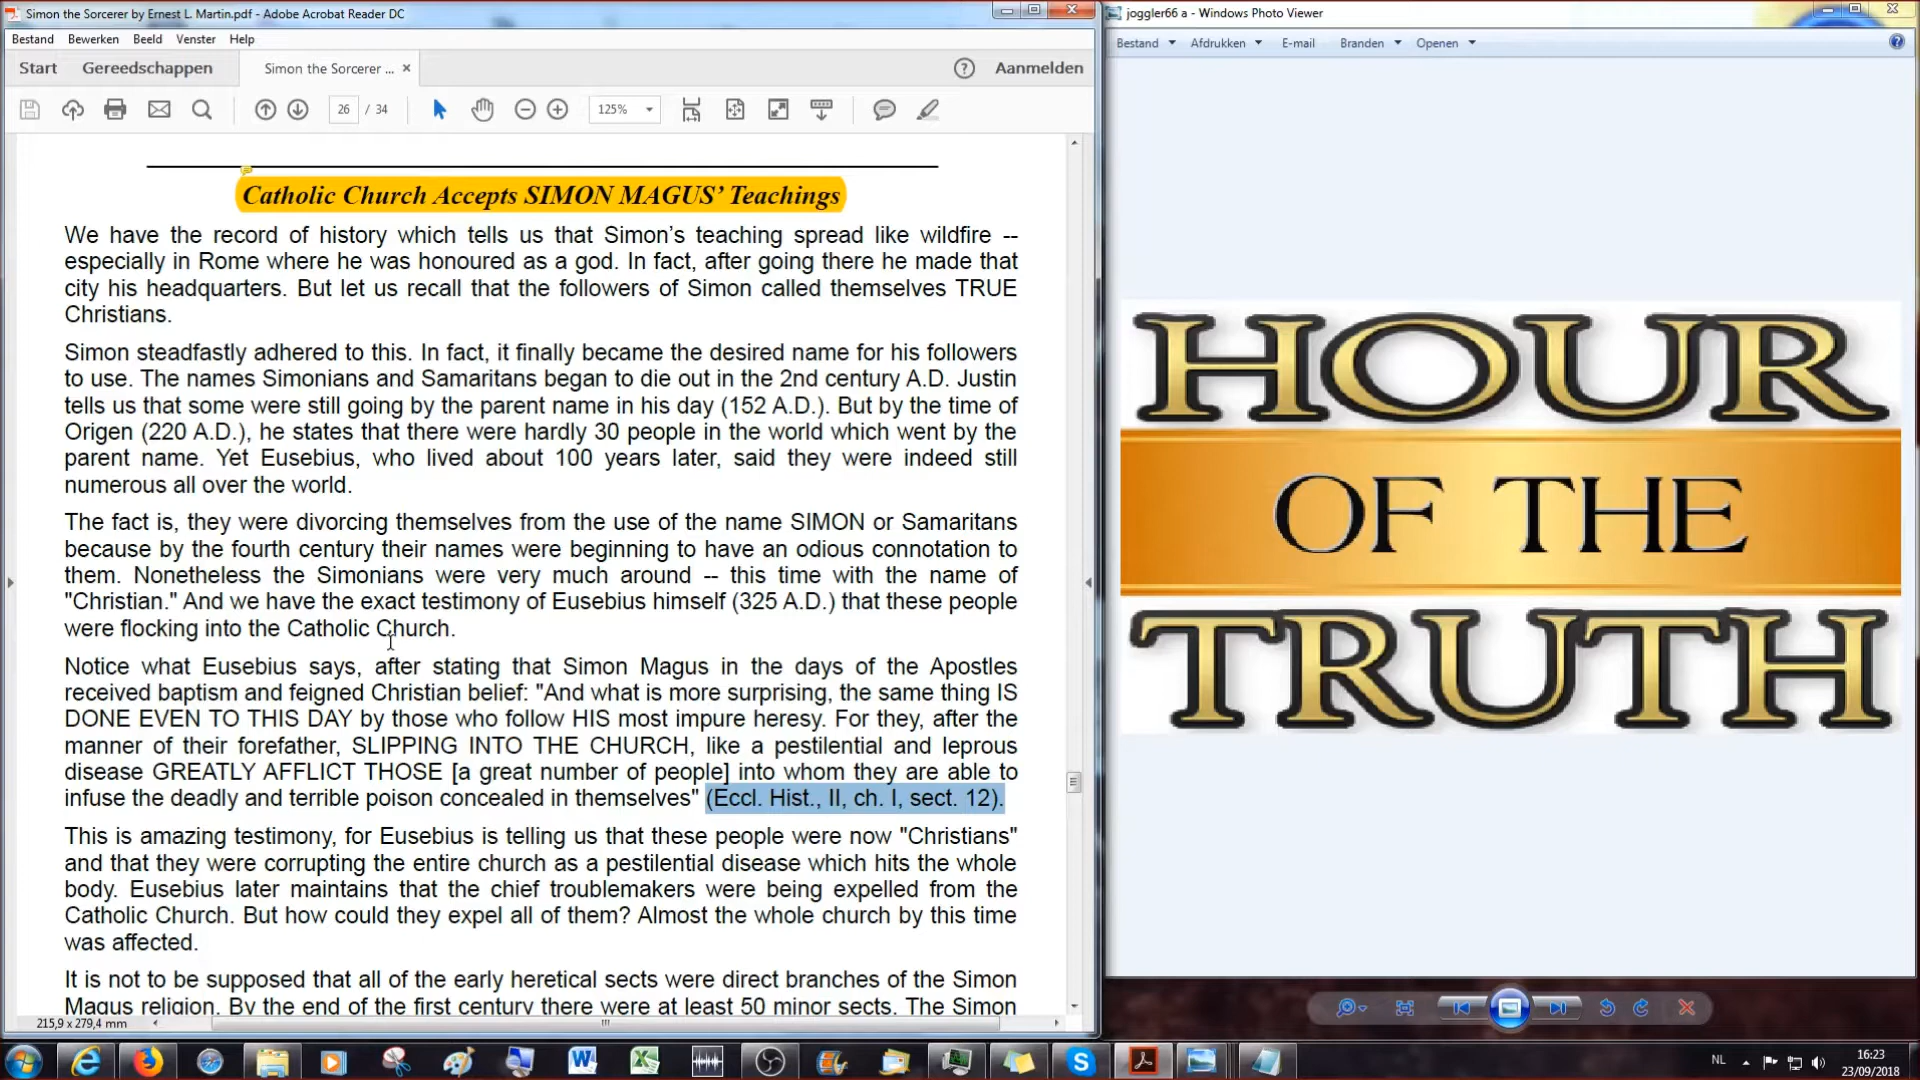 Simon the Sorcerer by Ernest L. Martin.pdf - Adobe Acrobat Reader DC
Bestand Bewerken Beeld Venster Help
Start Gereedschappen Simon the Sorcerer ... × ? Aanmelden
26 / 34 125%
Catholic Church Accepts SIMON MAGUS’ Teachings
We have the record of history which tells us that Simon’s teaching spread like wildfire --
especially in Rome where he was honoured as a god. In fact, after going there he made that
city his headquarters. But let us recall that the followers of Simon called themselves TRUE
Christians.
Simon steadfastly adhered to this. In fact, it finally became the desired name for his followers
to use. The names Simonians and Samaritans began to die out in the 2nd century A.D. Justin
tells us that some were still going by the parent name in his day (152 A.D.). But by the time of
Origen (220 A.D.), he states that there were hardly 30 people in the world which went by the
parent name. Yet Eusebius, who lived about 100 years later, said they were indeed still
numerous all over the world.
The fact is, they were divorcing themselves from the use of the name SIMON or Samaritans
because by the fourth century their names were beginning to have an odious connotation to
them. Nonetheless the Simonians were very much around -- this time with the name of
"Christian." And we have the exact testimony of Eusebius himself (325 A.D.) that these people
were flocking into the Catholic Church.
Notice what Eusebius says, after stating that Simon Magus in the days of the Apostles
received baptism and feigned Christian belief: "And what is more surprising, the same thing IS
DONE EVEN TO THIS DAY by those who follow HIS most impure heresy. For they, after the
manner of their forefather, SLIPPING INTO THE CHURCH, like a pestilential and leprous
disease GREATLY AFFLICT THOSE [a great number of people] into whom they are able to
infuse the deadly and terrible poison concealed in themselves" (Eccl. Hist., II, ch. I, sect. 12).
This is amazing testimony, for Eusebius is telling us that these people were now "Christians"
and that they were corrupting the entire church as a pestilential disease which hits the whole
body. Eusebius later maintains that the chief troublemakers were being expelled from the
Catholic Church. But how could they expel all of them? Almost the whole church by this time
was affected.
It is not to be supposed that all of the early heretical sects were direct branches of the Simon
Magus religion. By the end of the first century there were at least 50 minor sects. The Simon
215,9 x 279,4 mm
joggler66 a - Windows Photo Viewer
Bestand Afdrukken E-mail Branden Openen
HOUR
OF THE
TRUTH
NL 16:23
23/09/2018